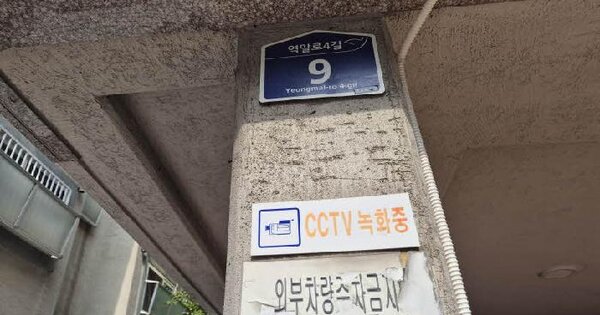 역말로4길
9
Yeongmal-ro 4-gil
CCTV 녹화중
외부차량주차금지